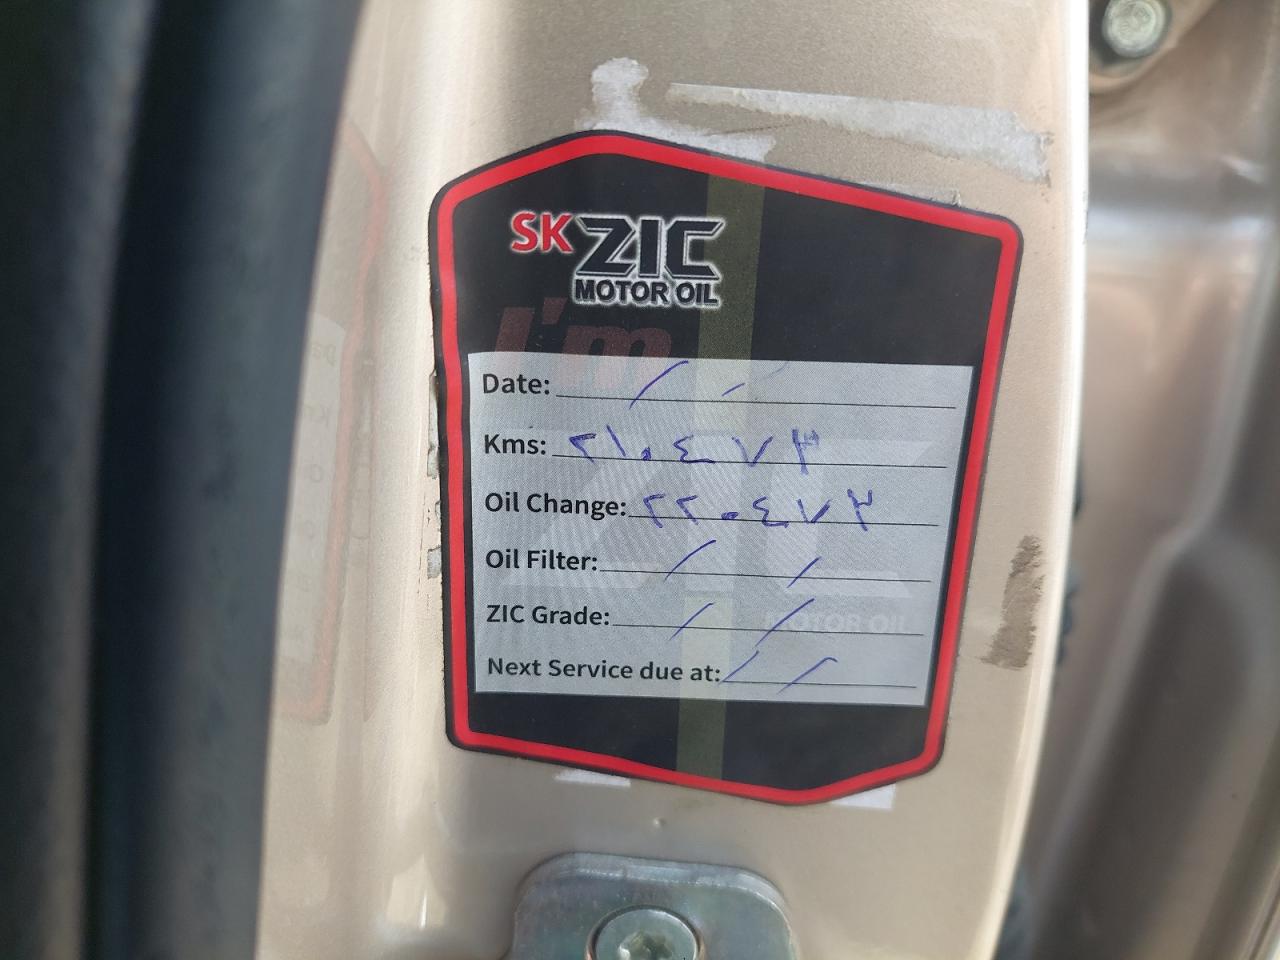 SK ZIC
MOTOR OIL
I'm
Date: / /
Kms: ٢١٠٤٧٣
Oil Change: ٢٢٠٤٧٣
Oil Filter: / /
ZIC Grade: / /
MOTOR OIL
Next Service due at: / /